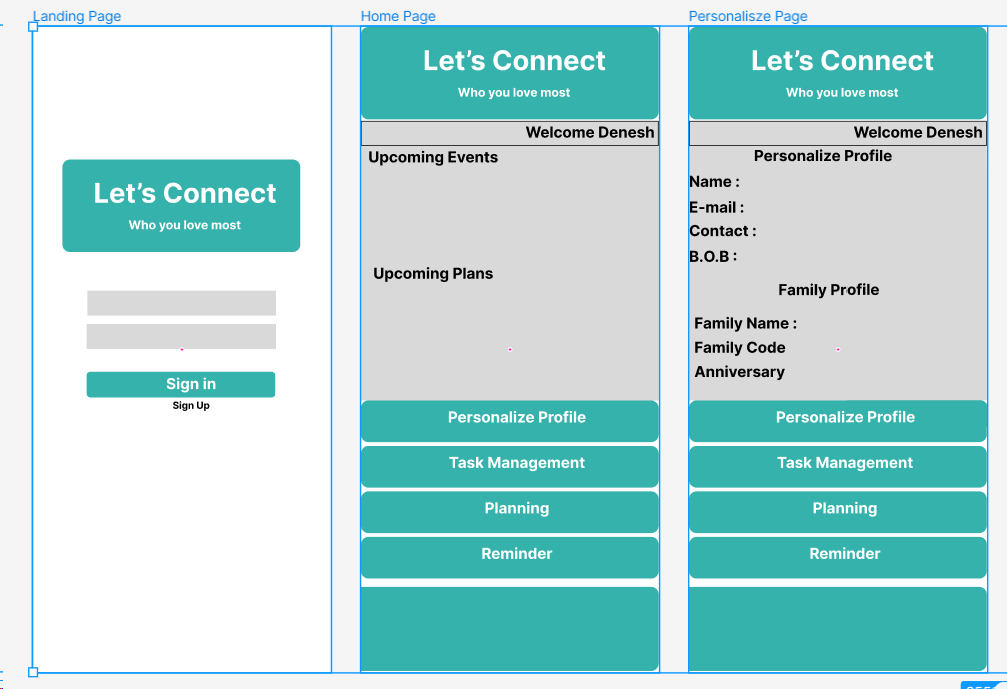 Landing Page
Let’s Connect
Who you love most
Sign in
Sign Up
Home Page
Let’s Connect
Who you love most
Welcome Denesh
Upcoming Events
Upcoming Plans
Personalize Profile
Task Management
Planning
Reminder
Personalisze Page
Let’s Connect
Who you love most
Welcome Denesh
Personalize Profile
Name :
E-mail :
Contact :
B.O.B :
Family Profile
Family Name :
Family Code
Anniversary
Personalize Profile
Task Management
Planning
Reminder